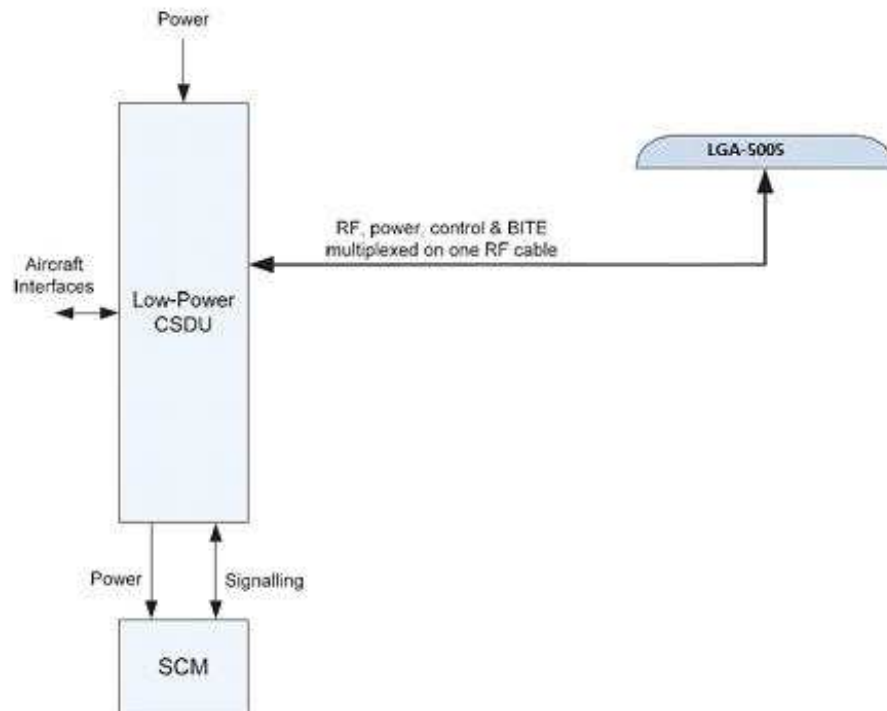 Power
LGA-5005
RF, power, control & BITE
multiplexed on one RF cable
Aircraft
Interfaces
Low-Power
CSDU
Power
Signalling
SCM